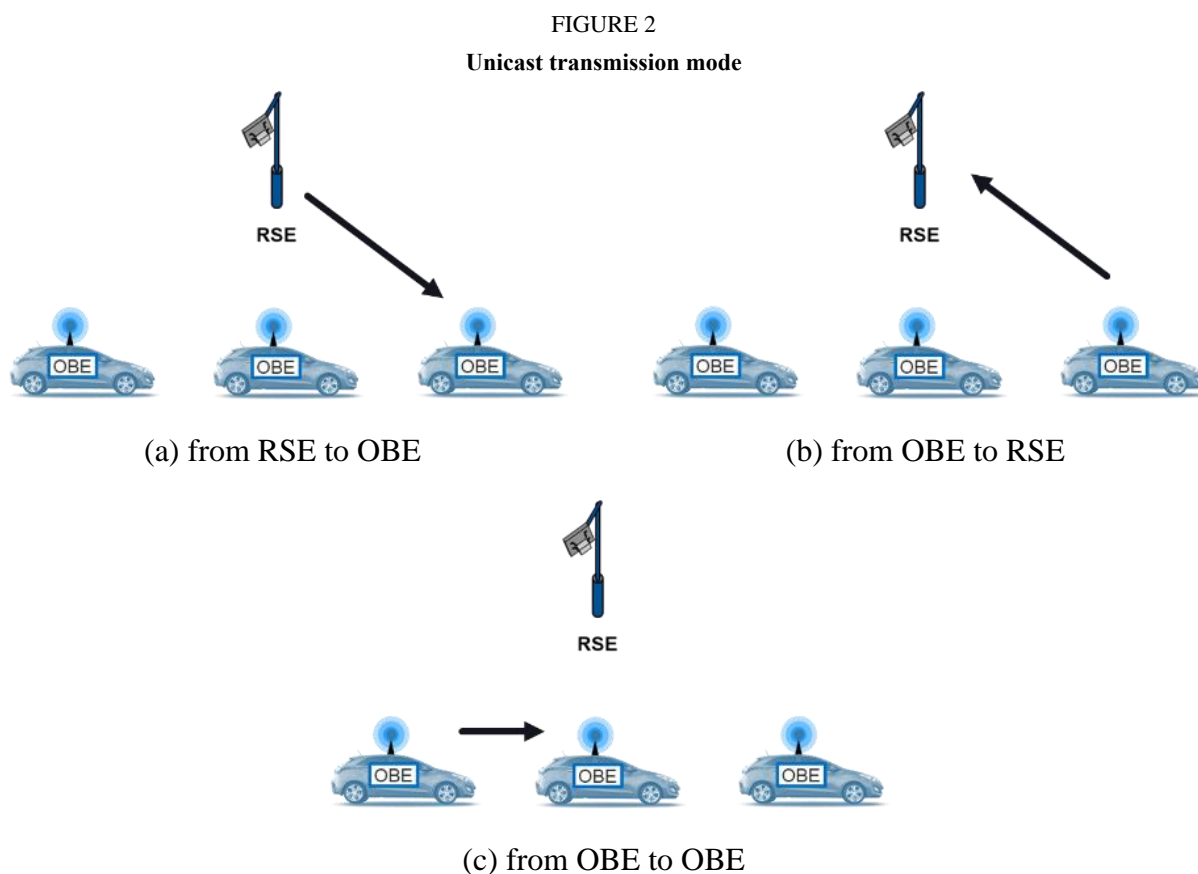 FIGURE 2
Unicast transmission mode
RSE
RSE
OBE
OBE
OBE
OBE
OBE
OBE
(a) from RSE to OBE
(b) from OBE to RSE
RSE
OBE
OBE
OBE
(c) from OBE to OBE